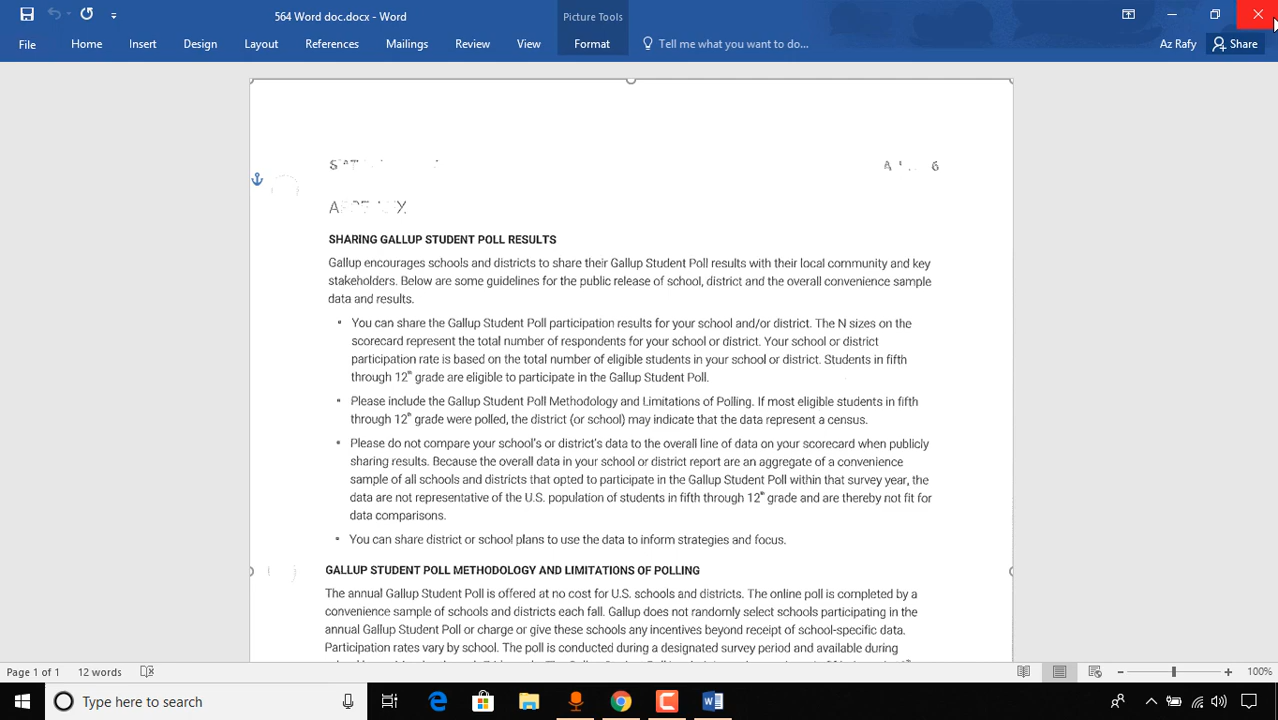 564 Word doc.docx - Word
Picture Tools
File
Home
Insert
Design
Layout
References
Mailings
Review
View
Format
Tell me what you want to do...
Az Rafy
Share
SHARING GALLUP STUDENT POLL RESULTS
Gallup encourages schools and districts to share their Gallup Student Poll results with their local community and key
stakeholders. Below are some guidelines for the public release of school, district and the overall convenience sample
data and results.
• You can share the Gallup Student Poll participation results for your school and/or district. The N sizes on the
scorecard represent the total number of respondents for your school or district. Your school or district
participation rate is based on the total number of eligible students in your school or district. Students in fifth
through 12th grade are eligible to participate in the Gallup Student Poll.
• Please include the Gallup Student Poll Methodology and Limitations of Polling. If most eligible students in fifth
through 12th grade were polled, the district (or school) may indicate that the data represent a census.
• Please do not compare your school's or district's data to the overall line of data on your scorecard when publicly
sharing results. Because the overall data in your school or district report are an aggregate of a convenience
sample of all schools and districts that opted to participate in the Gallup Student Poll within that survey year, the
data are not representative of the U.S. population of students in fifth through 12th grade and are thereby not fit for
data comparisons.
• You can share district or school plans to use the data to inform strategies and focus.
GALLUP STUDENT POLL METHODOLOGY AND LIMITATIONS OF POLLING
The annual Gallup Student Poll is offered at no cost for U.S. schools and districts. The online poll is completed by a
convenience sample of schools and districts each fall. Gallup does not randomly select schools participating in the
annual Gallup Student Poll or charge or give these schools any incentives beyond receipt of school-specific data.
Participation rates vary by school. The poll is conducted during a designated survey period and available during
Page 1 of 1
12 words
100%
Type here to search